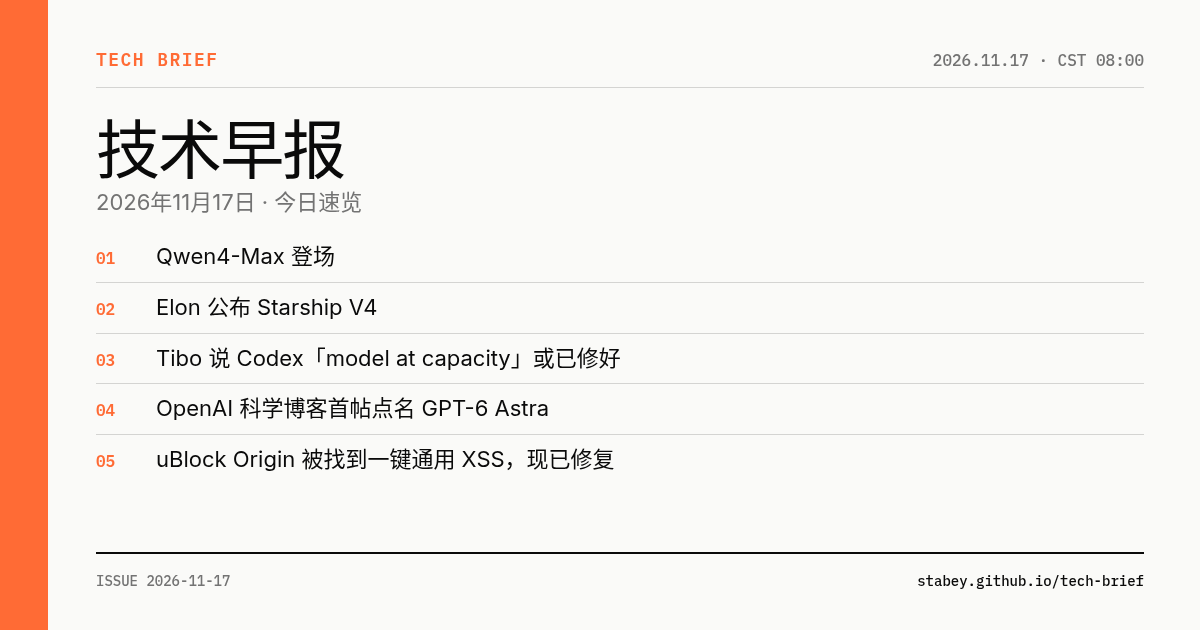 TECH BRIEF
2026.11.17 · CST 08:00
技术早报
2026年11月17日 · 今日速览
01 Qwen4-Max 登场
02 Elon 公布 Starship V4
03 Tibo 说 Codex「model at capacity」或已修好
04 OpenAI 科学博客首帖点名 GPT-6 Astra
05 uBlock Origin 被找到一键通用 XSS，现已修复
ISSUE 2026-11-17
stabey.github.io/tech-brief